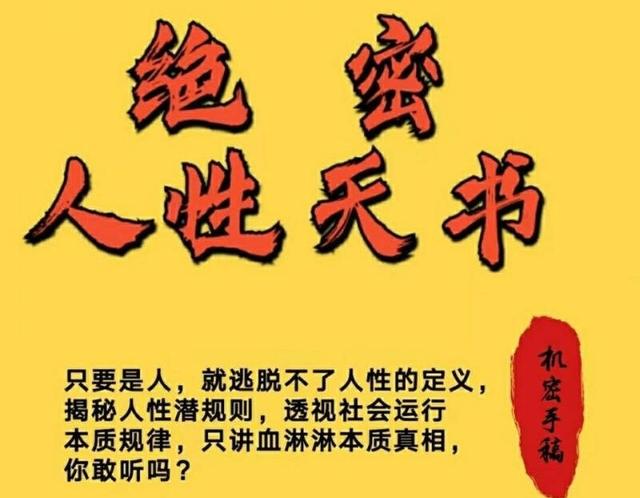 绝密
人性天书
只要是人，就逃脱不了人性的定义，
揭秘人性潜规则，透视社会运行
本质规律，只讲血淋淋本质真相，
你敢听吗？
机密手稿